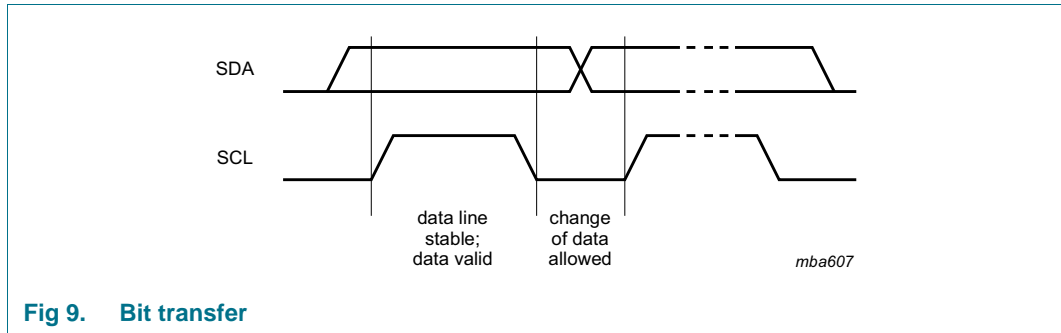 SDA
SCL
data line
stable;
data valid
change
of data
allowed
mba607
Fig 9. Bit transfer